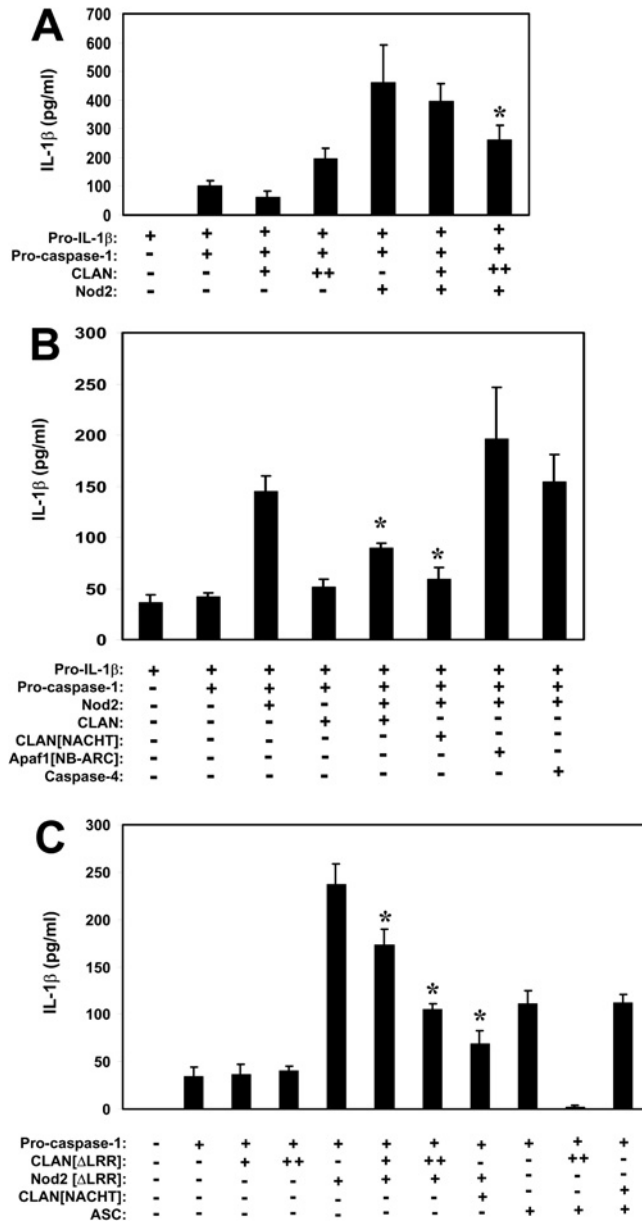 A
IL-1β (pg/ml)
700
600
500
400
300
200
100
0
*
Pro-IL-1β: + + + + + + +
Pro-caspase-1: - + + + + + +
CLAN: - - + ++ - + ++
Nod2: - - - - + + +
B
IL-1β (pg/ml)
300
250
200
150
100
50
0
* *
Pro-IL-1β: + + + + + + + +
Pro-caspase-1: - + + + + + + +
Nod2: - - + - + + + +
CLAN: - - - + + - - -
CLAN[NACHT]: - - - - - + - -
Apaf1[NB-ARC]: - - - - - - + -
Caspase-4: - - - - - - - +
C
IL-1β (pg/ml)
300
250
200
150
100
50
0
* * *
Pro-caspase-1: - + + + + + + + + + +
CLAN[ΔLRR]: - - + ++ - + ++ - - ++ -
Nod2 [ΔLRR]: - - - - + + + + - - -
CLAN[NACHT]: - - - - - - - + - - +
ASC: - - - - - - - - + + +